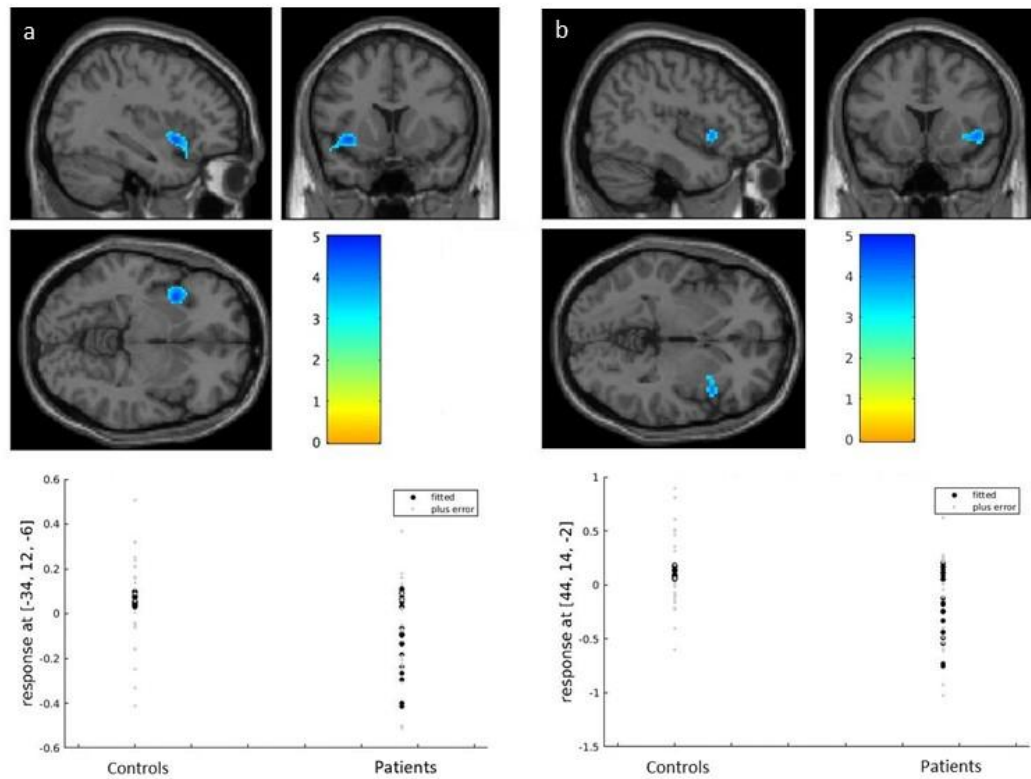 a
5
4
3
2
1
0
response at [-34, 12, -6]
0.6
0.4
0.2
0
-0.2
-0.4
-0.6
fitted
plus error
Controls
Patients
b
5
4
3
2
1
0
response at [44, 14, -2]
1
0.5
0
-0.5
-1
-1.5
fitted
plus error
Controls
Patients